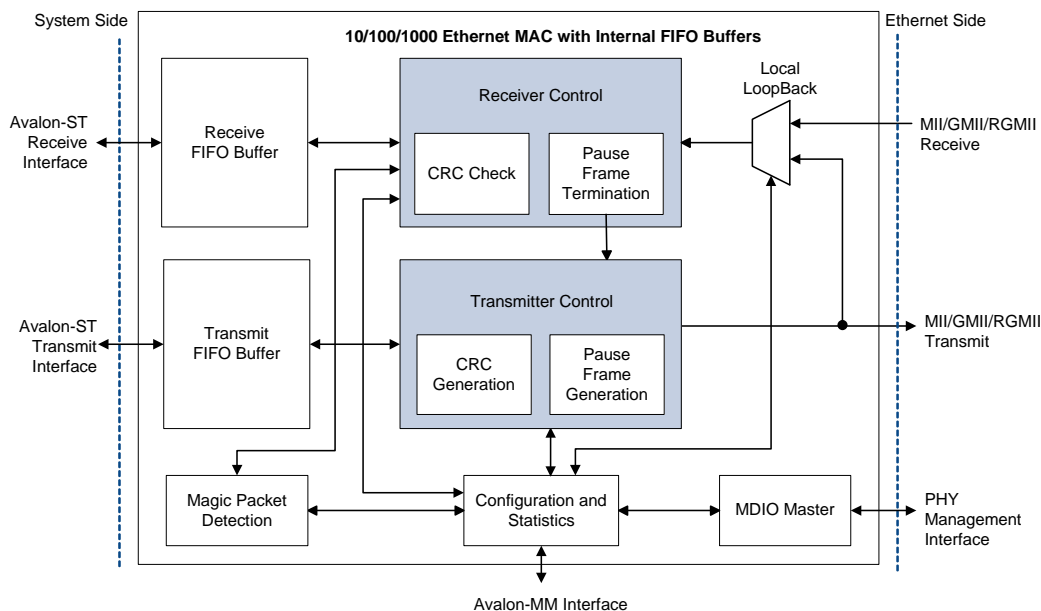 System Side
Ethernet Side
10/100/1000 Ethernet MAC with Internal FIFO Buffers
Local
LoopBack
Receiver Control
Avalon-ST
Receive
Interface
Receive
FIFO Buffer
CRC Check
Pause
Frame
Termination
MII/GMII/RGMII
Receive
Transmitter Control
Avalon-ST
Transmit
Interface
Transmit
FIFO Buffer
CRC
Generation
Pause
Frame
Generation
MII/GMII/RGMII
Transmit
Magic Packet
Detection
Configuration and
Statistics
MDIO Master
PHY
Management
Interface
Avalon-MM Interface